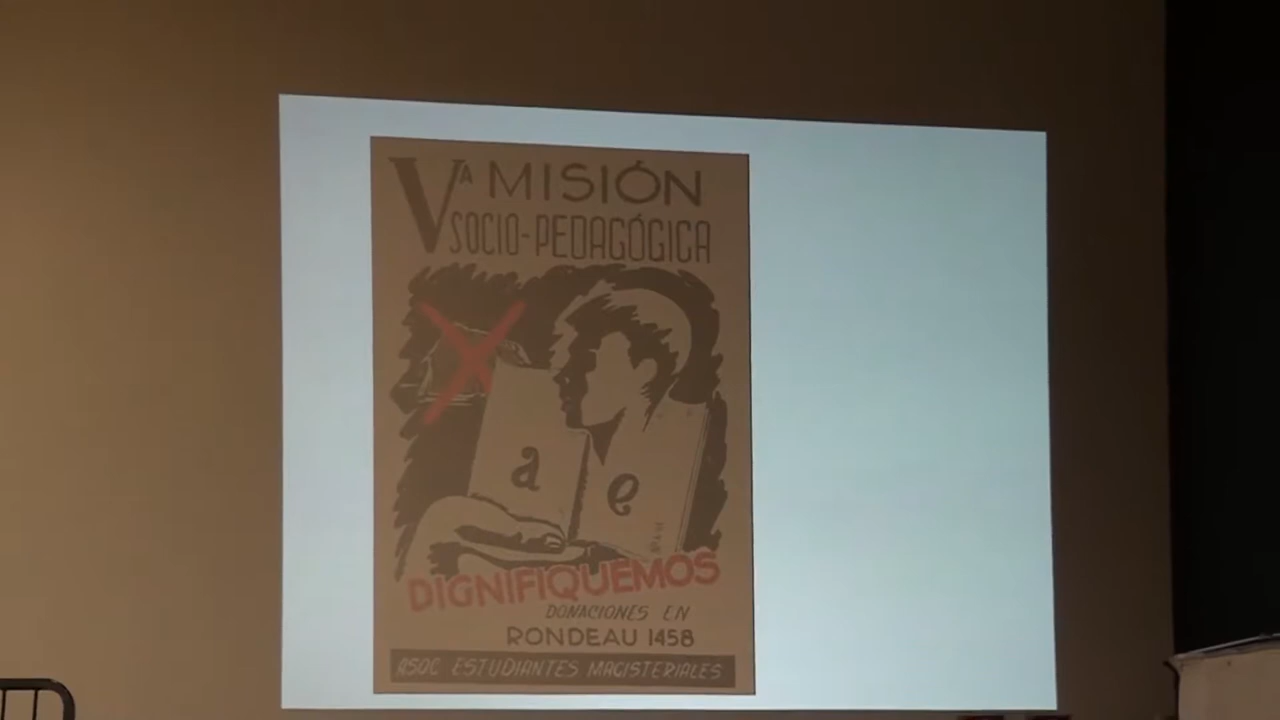 Vª MISIÓN
SOCIO-PEDAGÓGICA
a e
DIGNIFIQUEMOS
DONACIONES EN
RONDEAU 1458
ASOC ESTUDIANTES MAGISTERIALES